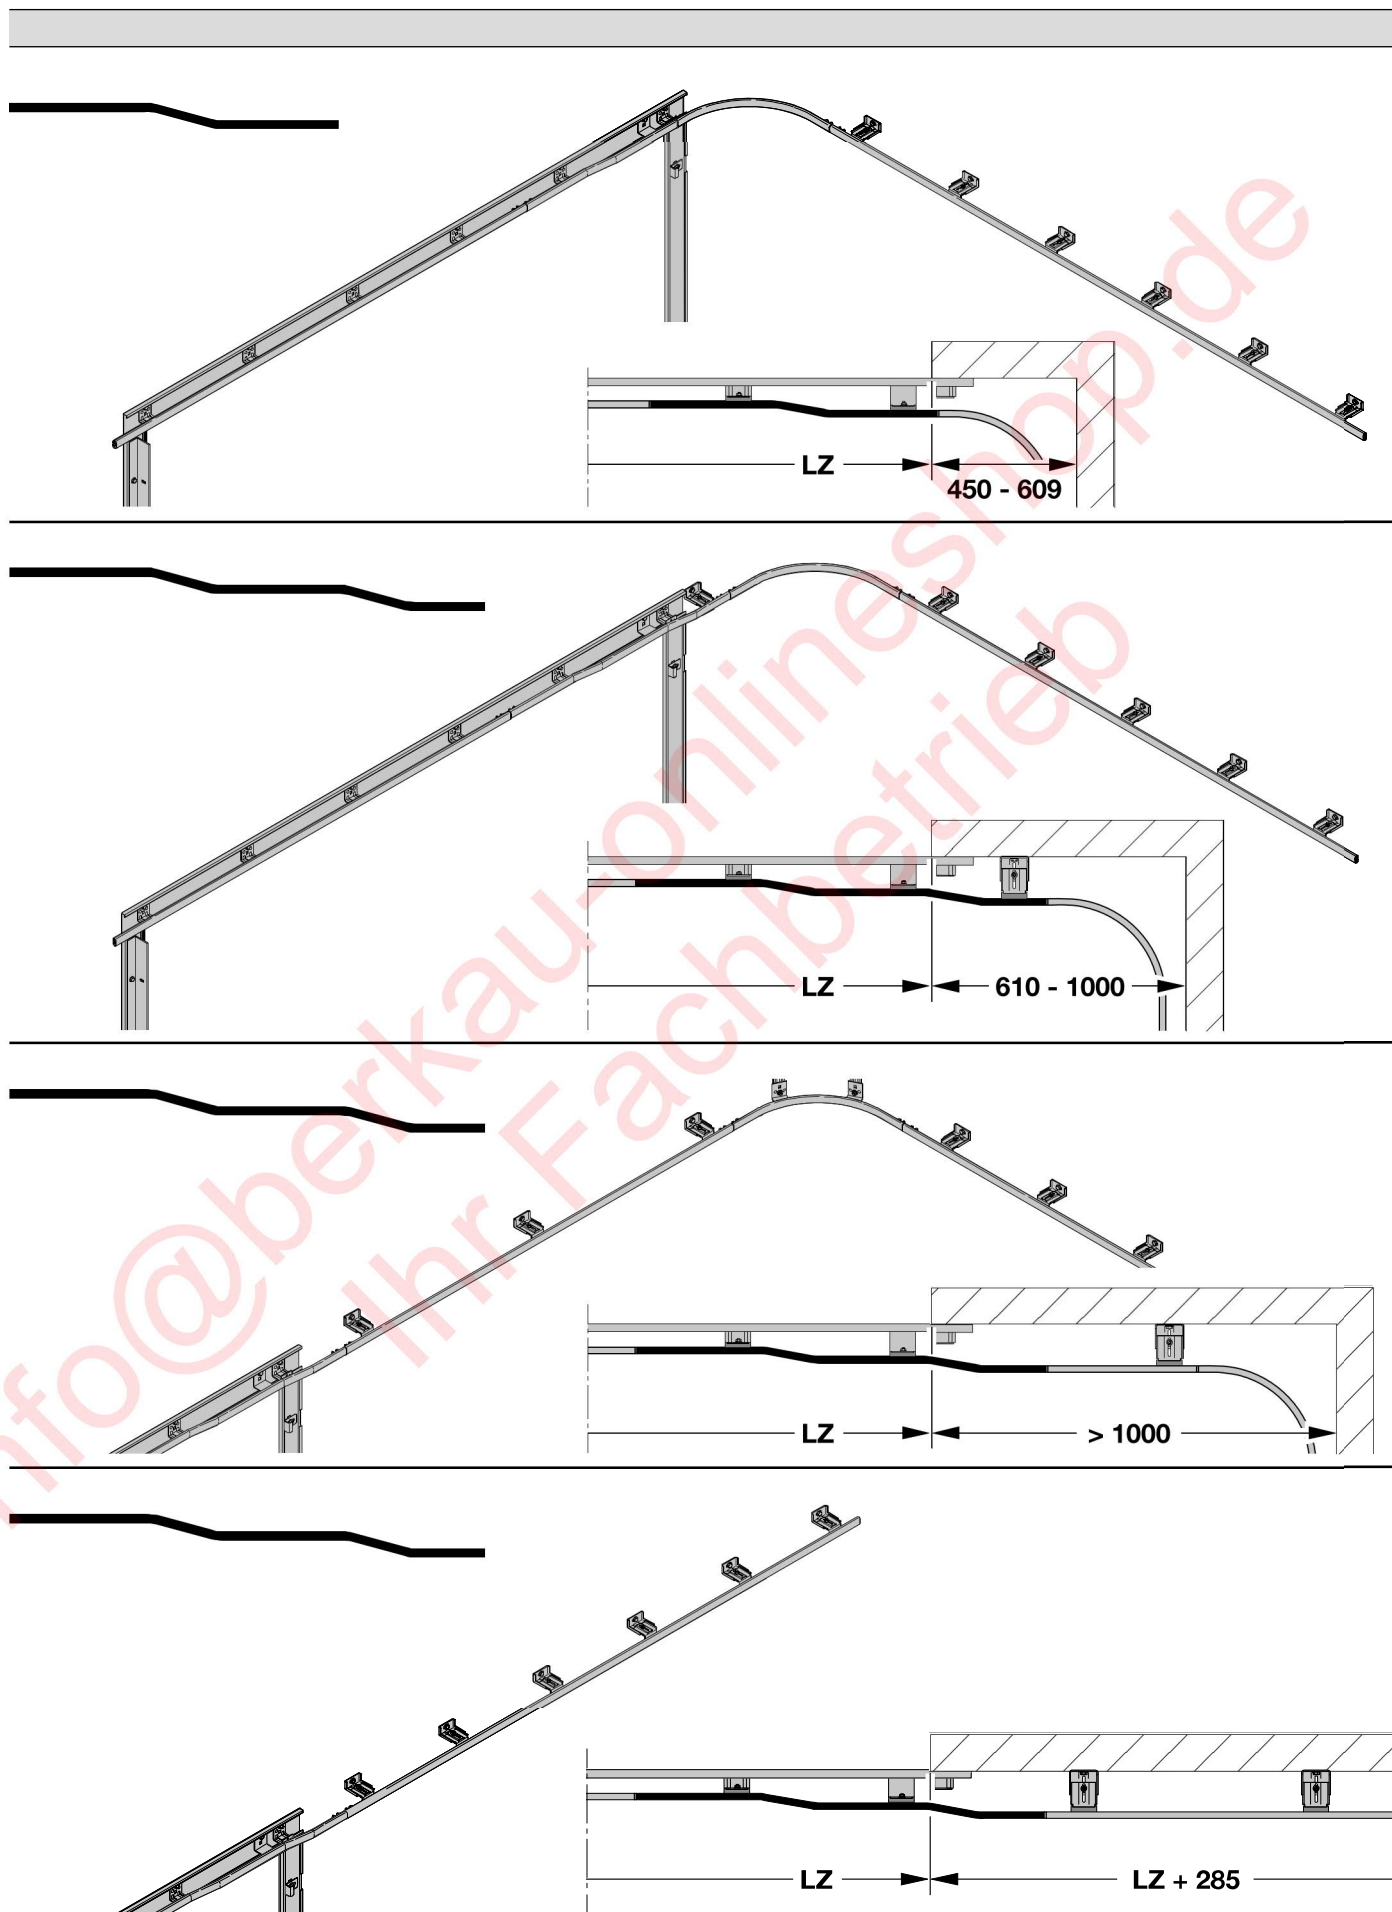 LZ
450 - 609
LZ
610 - 1000
LZ
> 1000
LZ
LZ + 285
info@berkau-onlineshop.de
Ihr Fachbetrieb